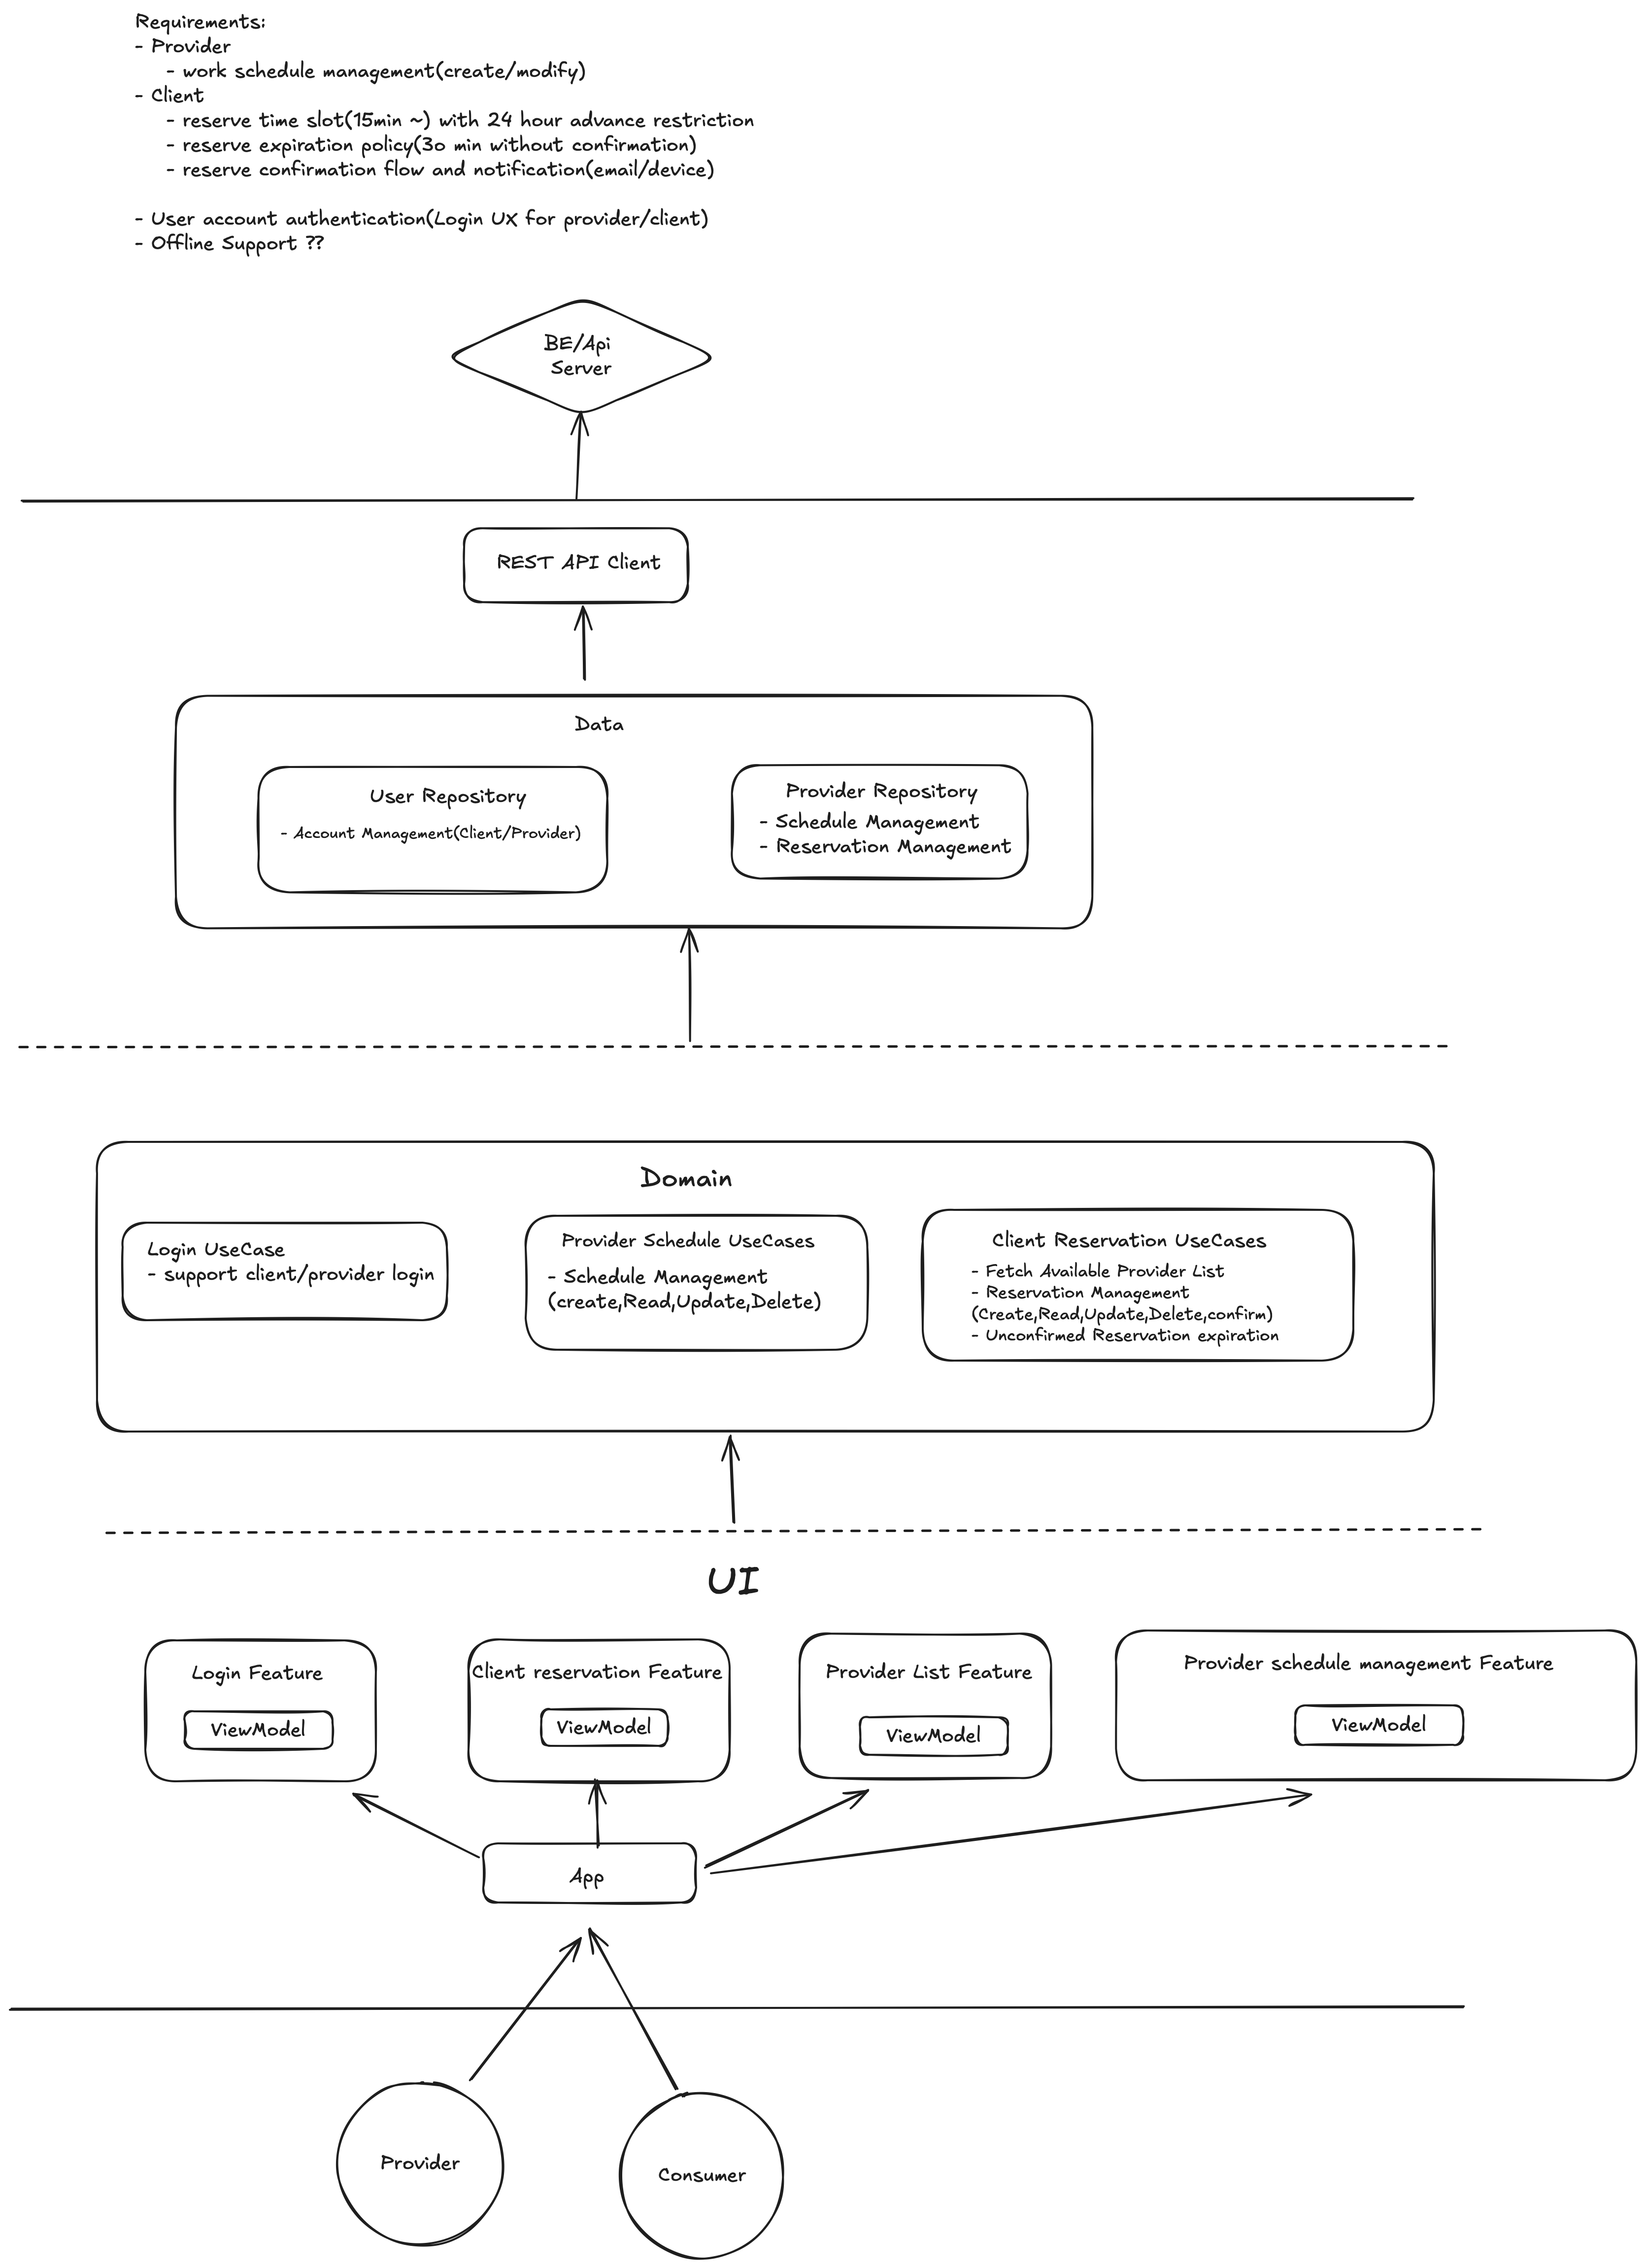 Requirements:
- Provider
- work schedule management(create/modify)
- Client
- reserve time slot(15min ~) with 24 hour advance restriction
- reserve expiration policy(30 min without confirmation)
- reserve confirmation flow and notification(email/device)
- User account authentication(Login UX for provider/client)
- Offline Support ??
BE/Api
Server
REST API Client
Data
User Repository
- Account Management(Client/Provider)
Provider Repository
- Schedule Management
- Reservation Management
Domain
Login UseCase
- support client/provider login
Provider Schedule UseCases
- Schedule Management
(create,Read,Update,Delete)
Client Reservation UseCases
- Fetch Available Provider List
- Reservation Management
(Create,Read,Update,Delete,confirm)
- Unconfirmed Reservation expiration
UI
Login Feature
ViewModel
Client reservation Feature
ViewModel
Provider List Feature
ViewModel
Provider schedule management Feature
ViewModel
App
Provider
Consumer